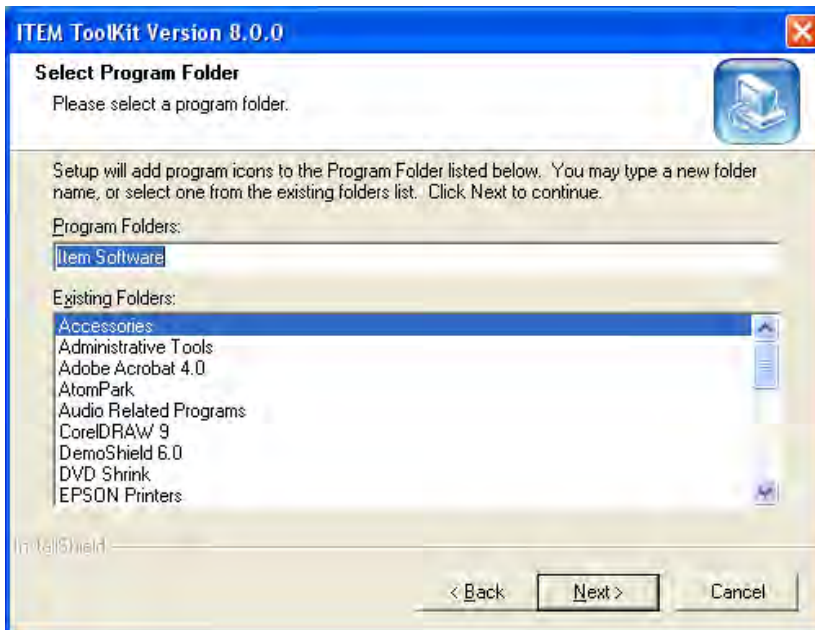 ITEM ToolKit Version 8.0.0
Select Program Folder
Please select a program folder.
Setup will add program icons to the Program Folder listed below. You may type a new folder
name, or select one from the existing folders list. Click Next to continue.
Program Folders:
Item Software
Existing Folders:
Accessories
Administrative Tools
Adobe Acrobat 4.0
AtomPark
Audio Related Programs
CorelDRAW 9
DemoShield 6.0
DVD Shrink
EPSON Printers
InstallShield
< Back
Next >
Cancel